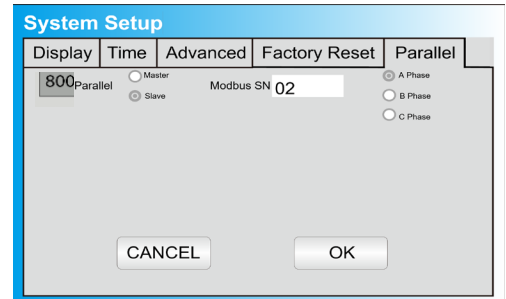 System Setup
Display Time Advanced Factory Reset Parallel
800 Parallel Master Modbus SN 02 A Phase
Slave B Phase
C Phase
CANCEL OK